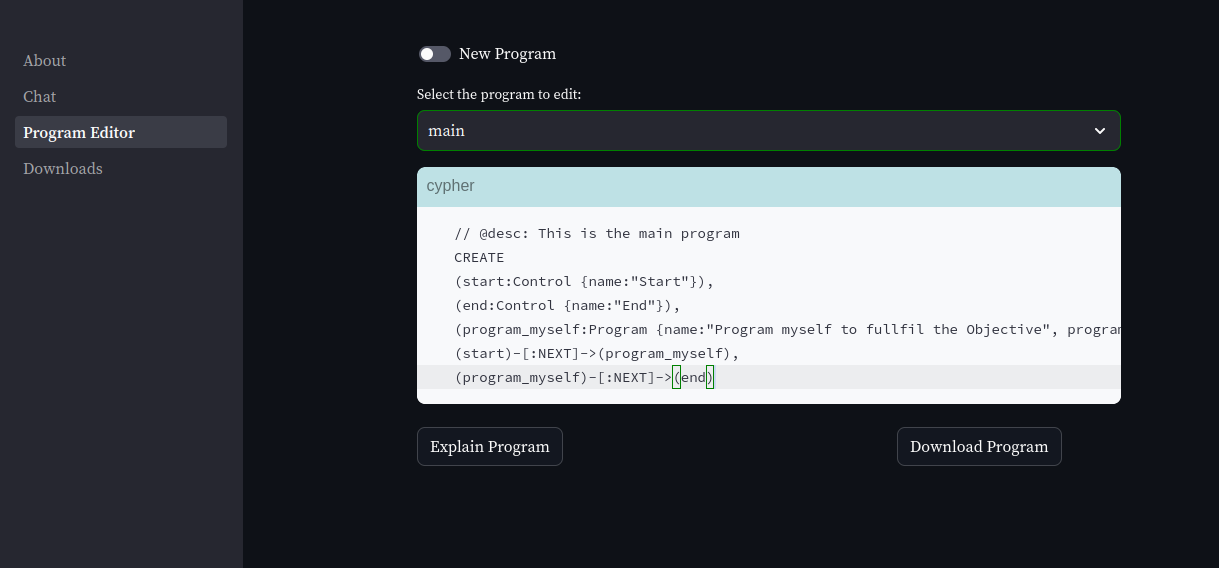 About
Chat
Program Editor
Downloads
New Program
Select the program to edit:
main
cypher
// @desc: This is the main program
CREATE
(start:Control {name:"Start"}),
(end:Control {name:"End"}),
(program_myself:Program {name:"Program myself to fullfil the Objective", program
(start)-[:NEXT]->(program_myself),
(program_myself)-[:NEXT]->(end)
Explain Program
Download Program